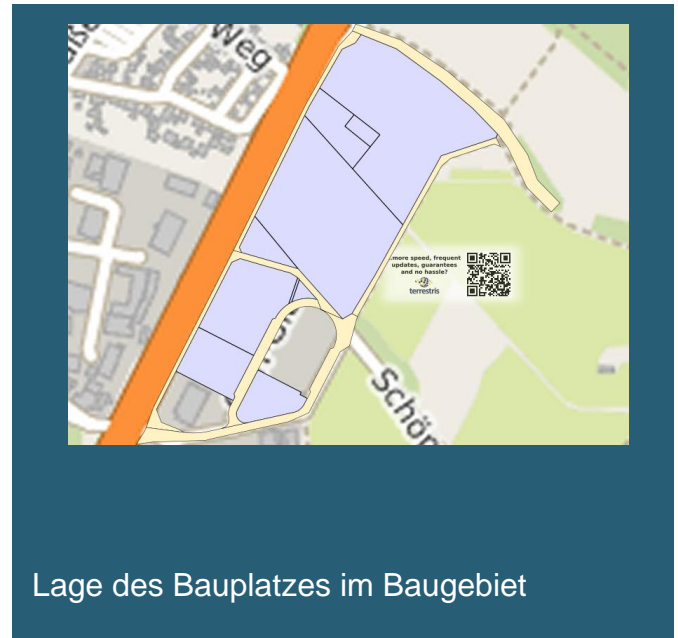 Weg
more speed, frequent
updates, guarantees
and no hassle?
terrestris
Schön
Lage des Bauplatzes im Baugebiet